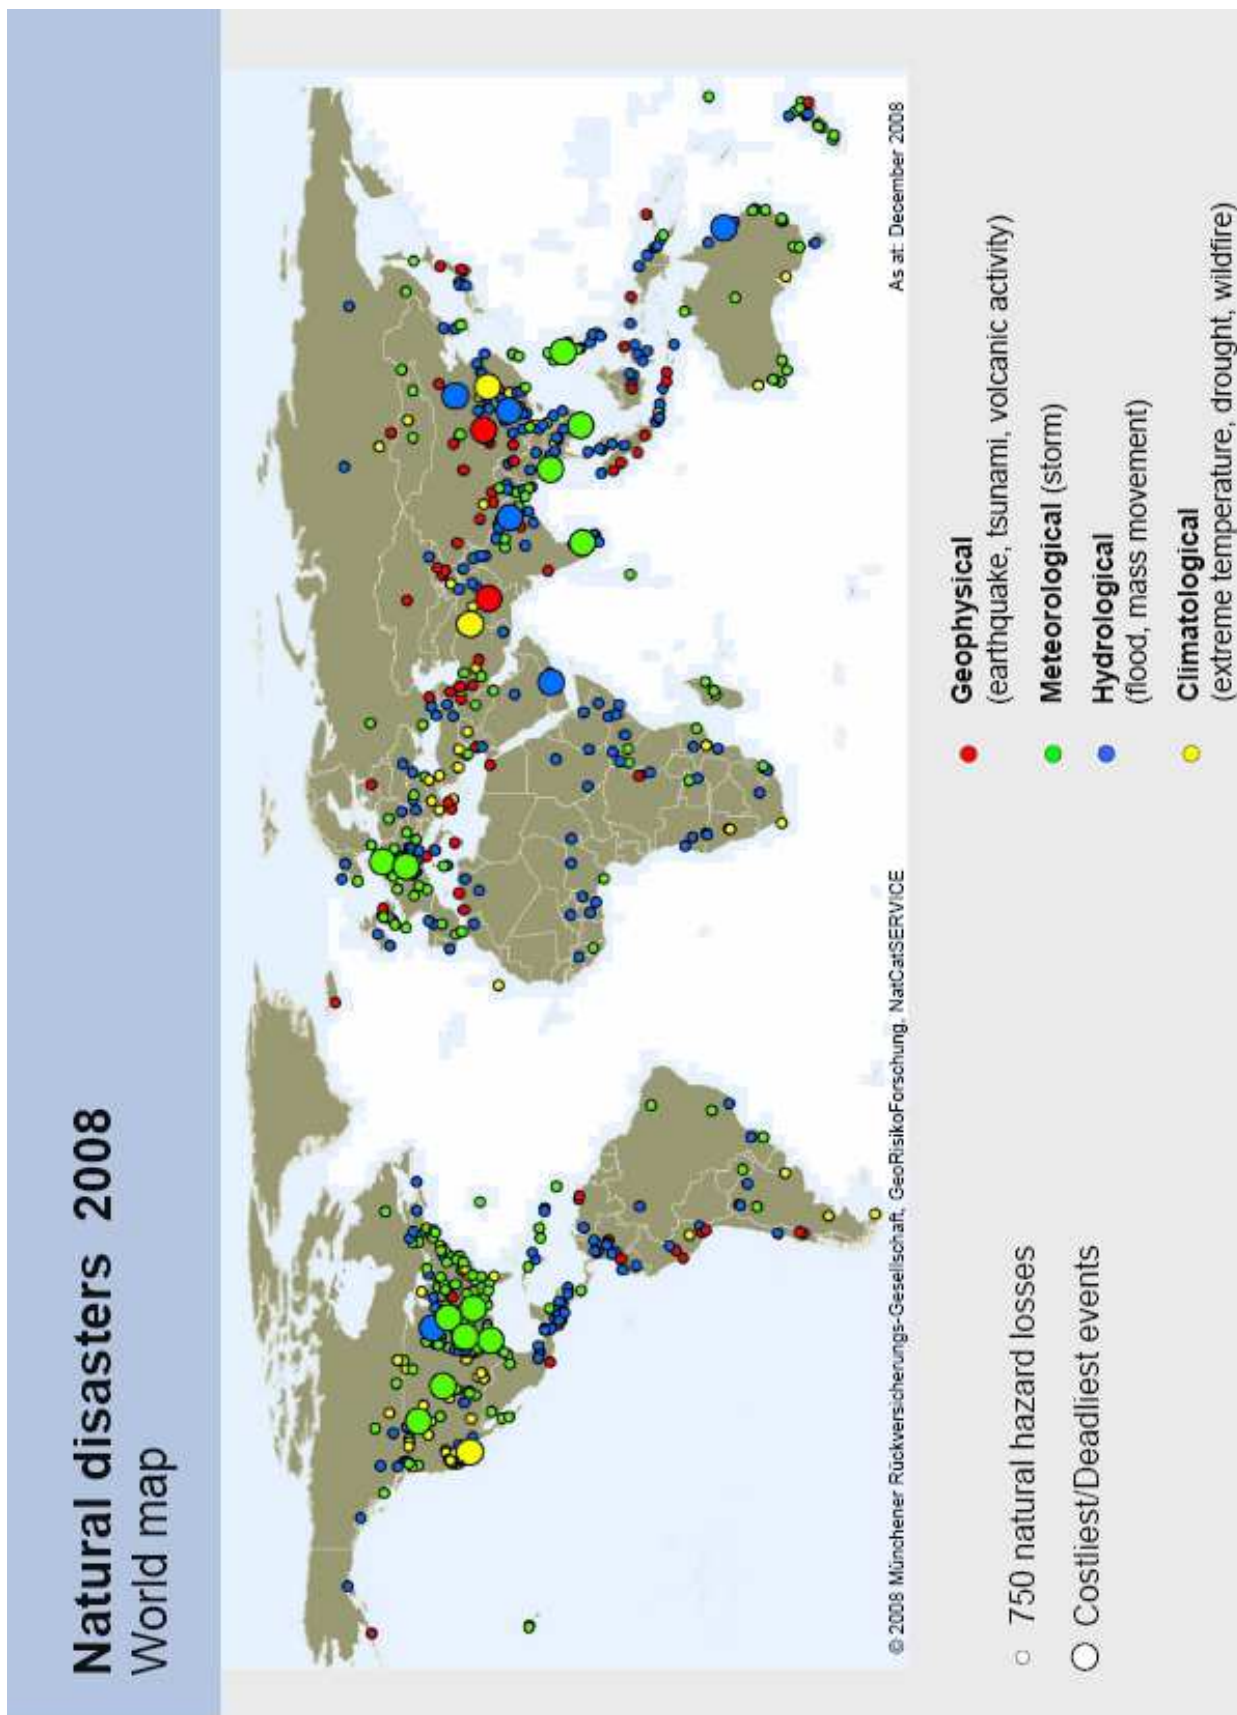 Natural disasters 2008
World map
© 2008 Münchener Rückversicherungs-Gesellschaft, GeoRisikoForschung, NatCatSERVICE
As at: December 2008
750 natural hazard losses
Costliest/Deadliest events
Geophysical
(earthquake, tsunami, volcanic activity)
Meteorological (storm)
Hydrological
(flood, mass movement)
Climatological
(extreme temperature, drought, wildfire)